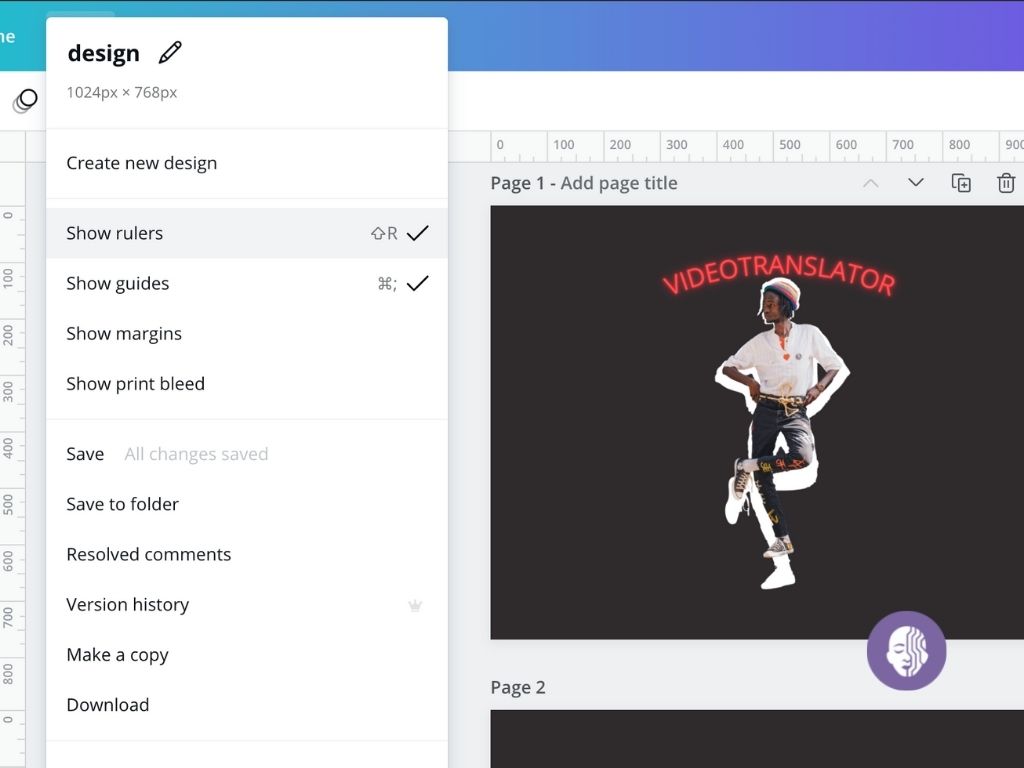 ne
design
1024px × 768px
Create new design
Show rulers ⇧R
Show guides ⌘;
Show margins
Show print bleed
Save All changes saved
Save to folder
Resolved comments
Version history
Make a copy
Download
0 100 200 300 400 500 600 700 800 900
Page 1 - Add page title
VIDEOTRANSLATOR
Page 2
0
100
200
300
400
500
600
700
800
0